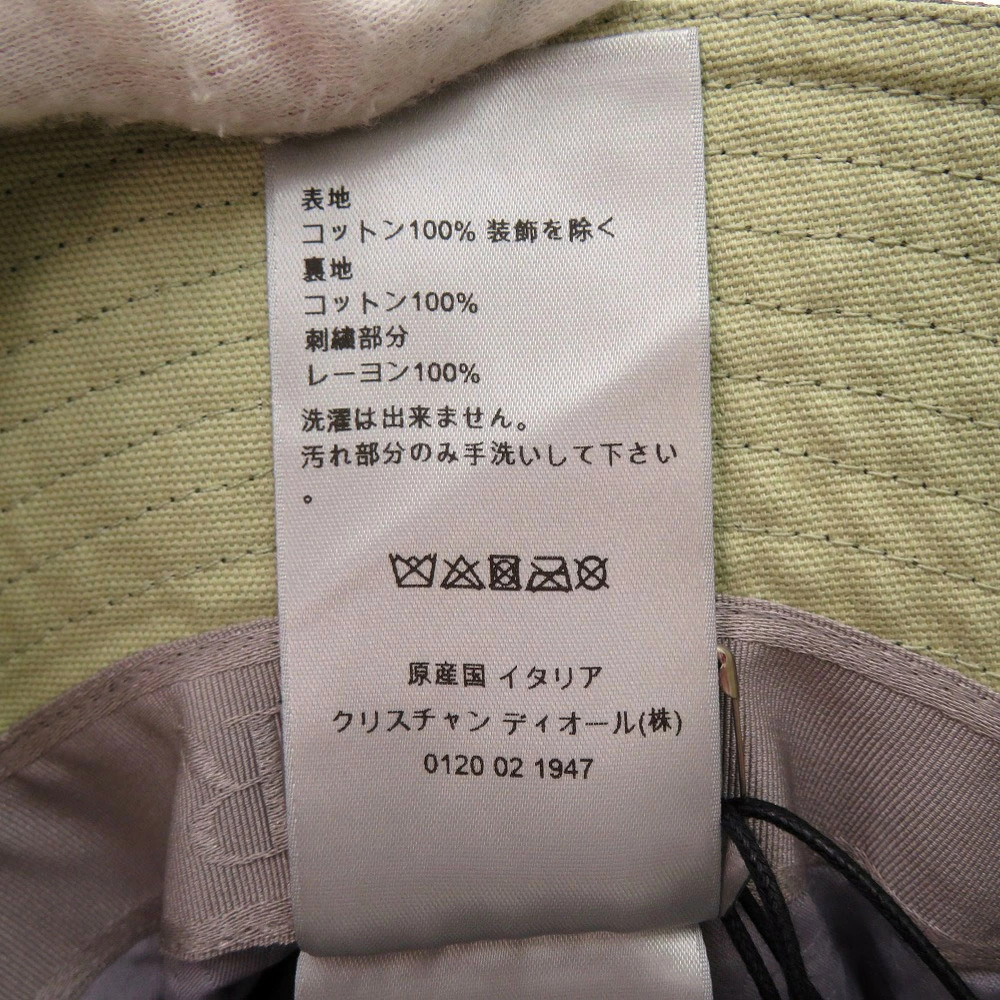 表地
コットン100% 装飾を除く
裏地
コットン100%
刺繍部分
レーヨン100%
洗濯は出来ません。
汚れ部分のみ手洗いして下さい
。
原産国 イタリア
クリスチャン ディオール(株)
0120 02 1947